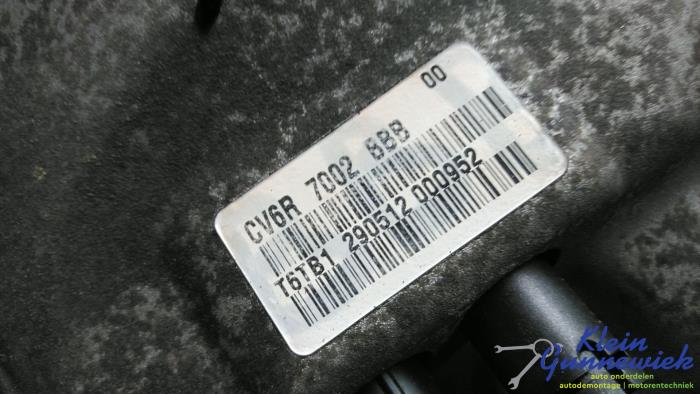 00
CV6R 7002 BBB
T6TB1 290512 000952
Klein
Gunnewiek
auto onderdelen
autodemontage | motorentechniek